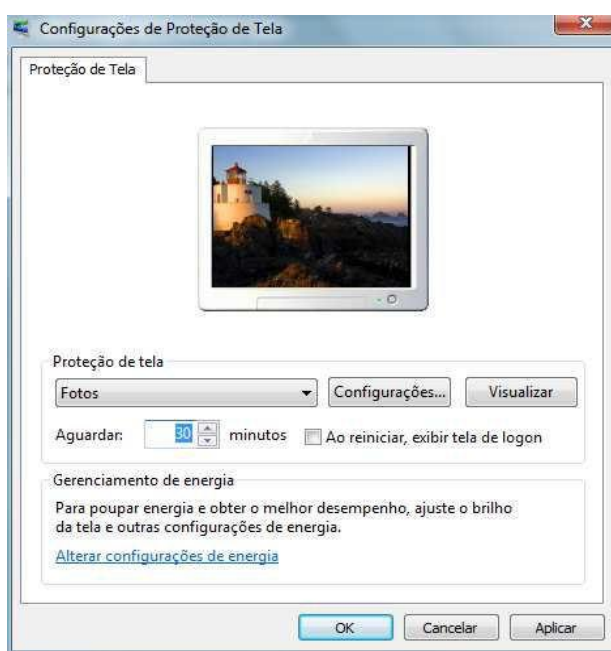 Configurações de Proteção de Tela
Proteção de Tela
Proteção de tela
Fotos Configurações... Visualizar
Aguardar: 30 minutos Ao reiniciar, exibir tela de logon
Gerenciamento de energia
Para poupar energia e obter o melhor desempenho, ajuste o brilho
da tela e outras configurações de energia.
Alterar configurações de energia
OK Cancelar Aplicar